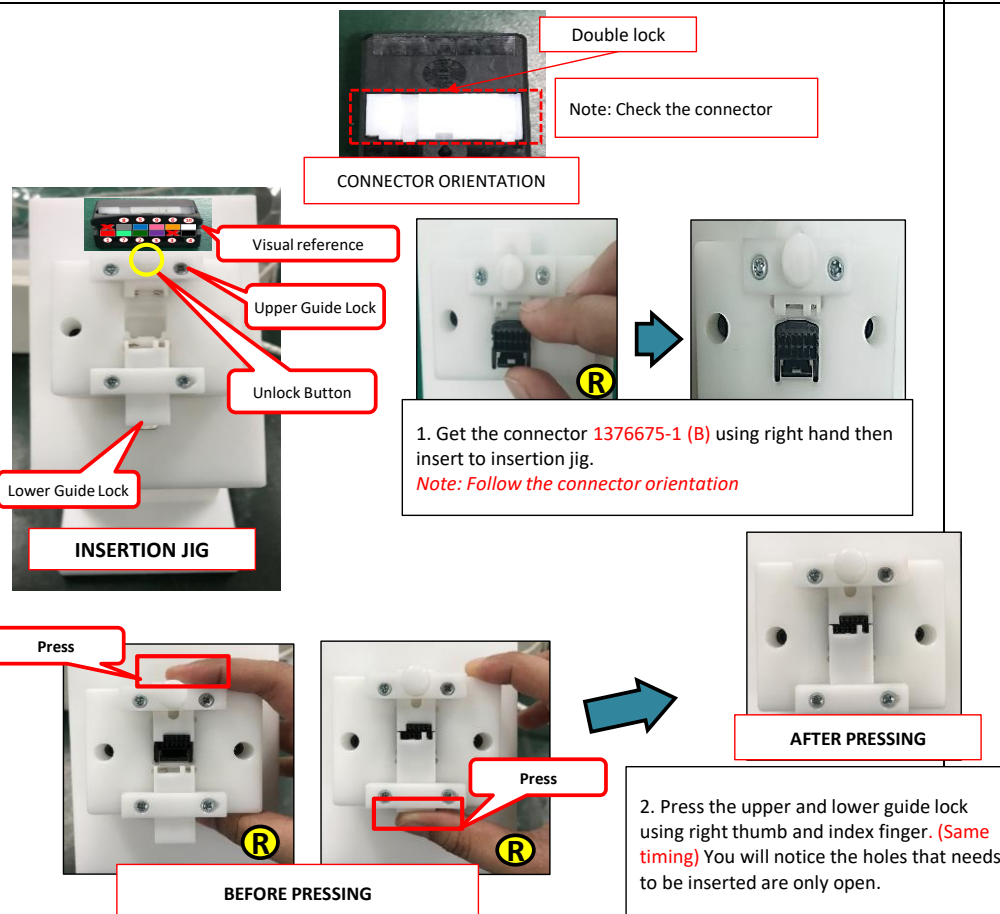 Double lock
Note: Check the connector
CONNECTOR ORIENTATION
Visual reference
Upper Guide Lock
Unlock Button
Lower Guide Lock
INSERTION JIG
R
1. Get the connector 1376675-1 (B) using right hand then
insert to insertion jig.
Note: Follow the connector orientation
Press
R
Press
R
BEFORE PRESSING
AFTER PRESSING
2. Press the upper and lower guide lock
using right thumb and index finger. (Same
timing) You will notice the holes that needs
to be inserted are only open.